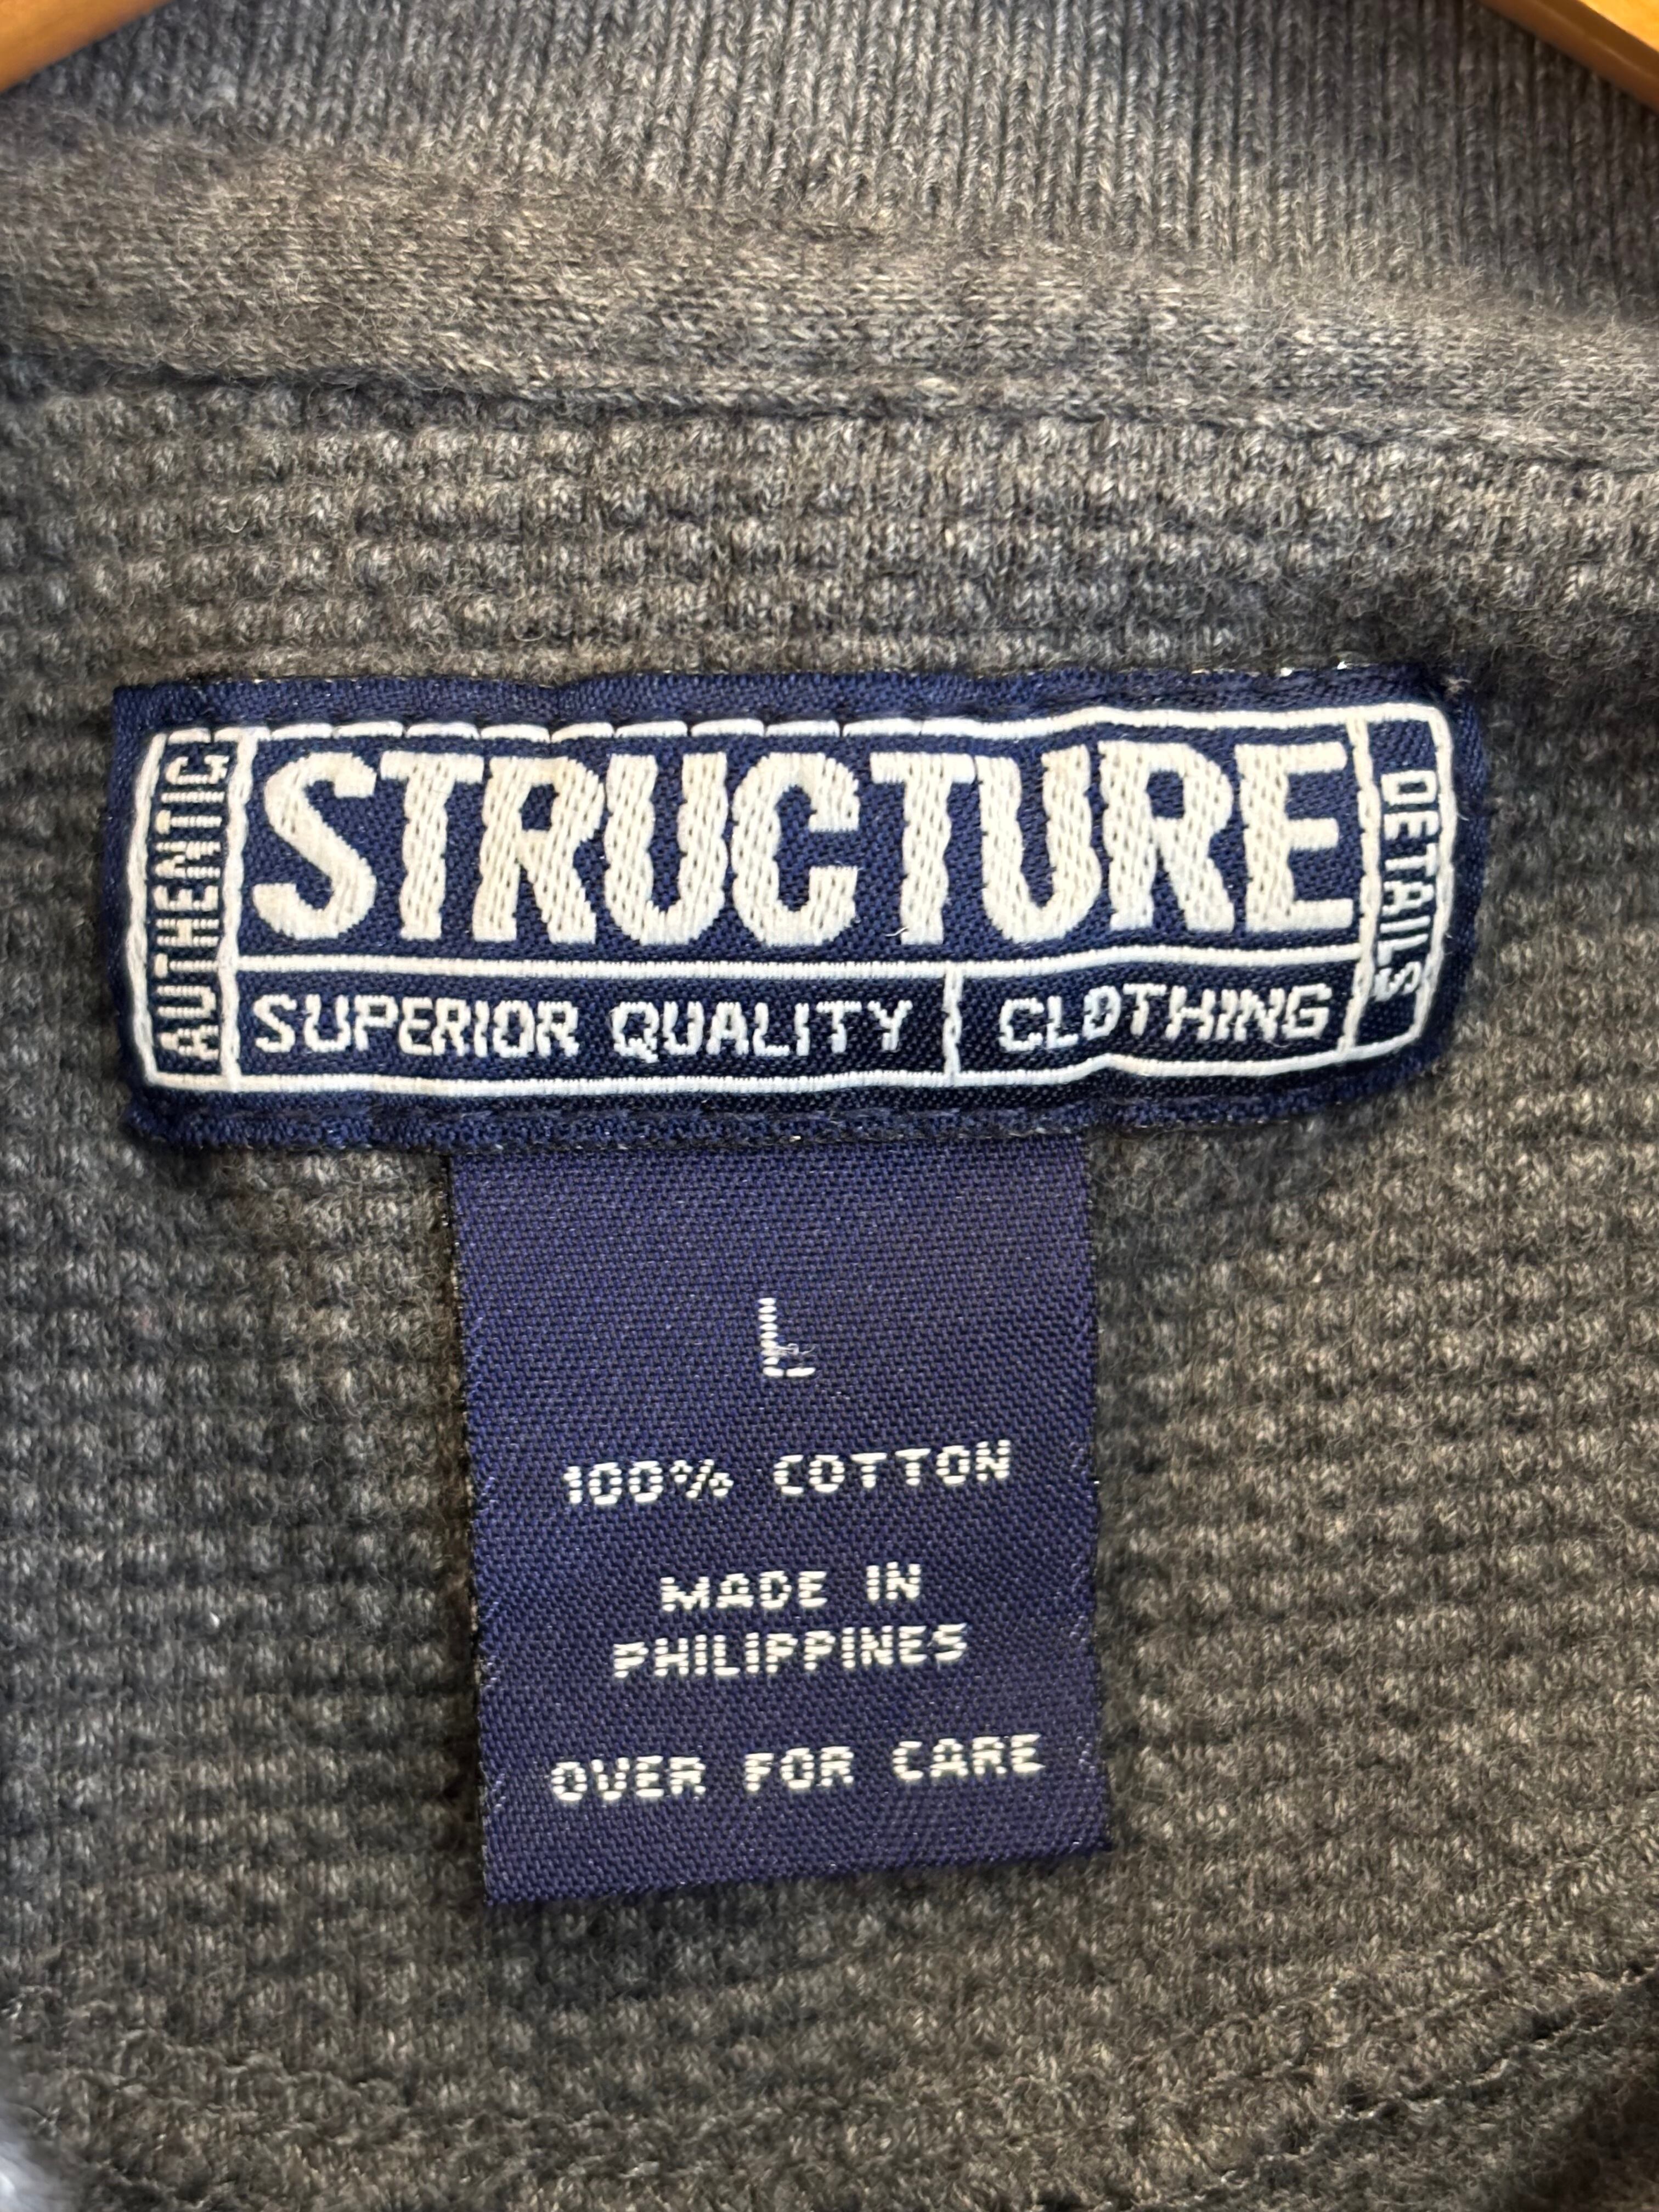 AUTHENTIC
STRUCTURE
DETAILS
SUPERIOR QUALITY
CLOTHING
L
100% COTTON
MADE IN
PHILIPPINES
OVER FOR CARE